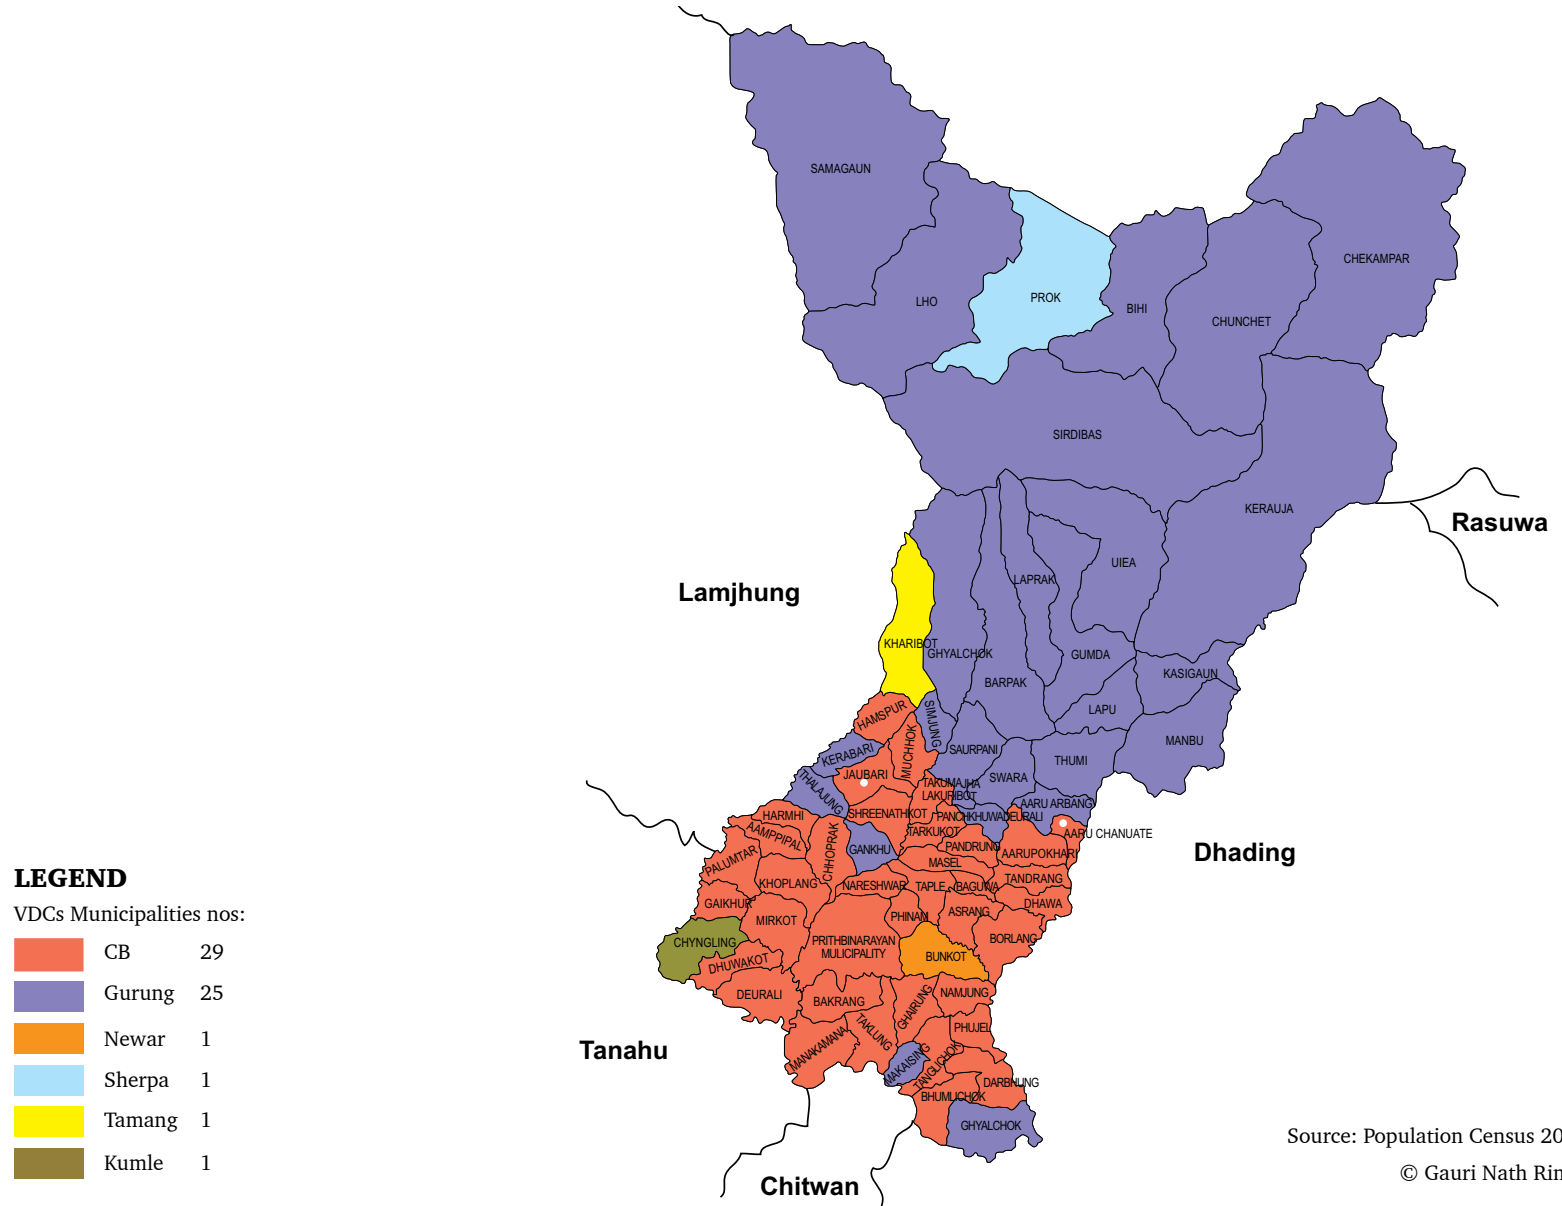 SAMAGAUN
CHEKAMPAR
LHO
PROK
BIHI
CHUNCHET
SIRDIBAS
KERAUJA
Rasuwa
UIEA
LAPRAK
Lamjhung
KHARIBOT
GHYALCHOK
GUMDA
KASIGAUN
BARPAK
LAPU
HAMSPUR
SIMJUNG
MANBU
MUCHHOK
SAURPANI
KERABARI
THUMI
JAUBARI
SWARA
THALAJUNG
TAKUMAJHA
LAKURIBOT
AARU ARBANG
HARMHI
SHREENATHKOT
PANCHKHUWADEURALI
AAMPPIPAL
TARKUKOT
AARU CHANUATE
CHHOPRAK
GANKHU
PANDRUNG
AARUPOKHARI
Dhading
PALUMTAR
MASEL
LEGEND
KHOPLANG
NARESHWAR
TAPLE
BAGUWA
TANDRANG
VDCs Municipalities nos:
GAIKHUR
MIRKOT
PHINAM
ASRANG
DHAWA
CB 29
CHYNGLING
PRITHBINARAYAN
MULICIPALITY
BORLANG
BUNKOT
DHUWAKOT
Gurung 25
DEURALI
BAKRANG
GHAIRUNG
NAMJUNG
Newar 1
MANAKAMANA
TAKLUNG
PHUJEL
Tanahu
MAKAISING
TANGLICHOK
Sherpa 1
DARBHUNG
BHUMLICHOK
Tamang 1
GHYALCHOK
Source: Population Census 20
Kumle 1
© Gauri Nath Rim
Chitwan